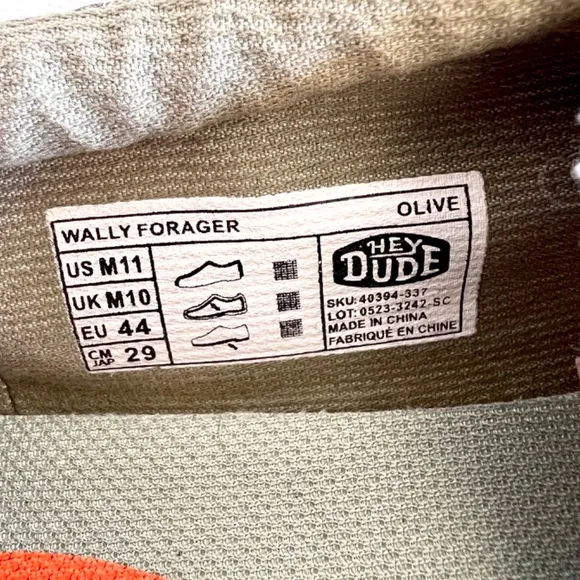 WALLY FORAGER OLIVE
US M11
UK M10
EU 44
CM JAP 29
HEY
DUDE
SKU: 40394-337
LOT: 0523-3242-SC
MADE IN CHINA
FABRIQUÉ EN CHINE